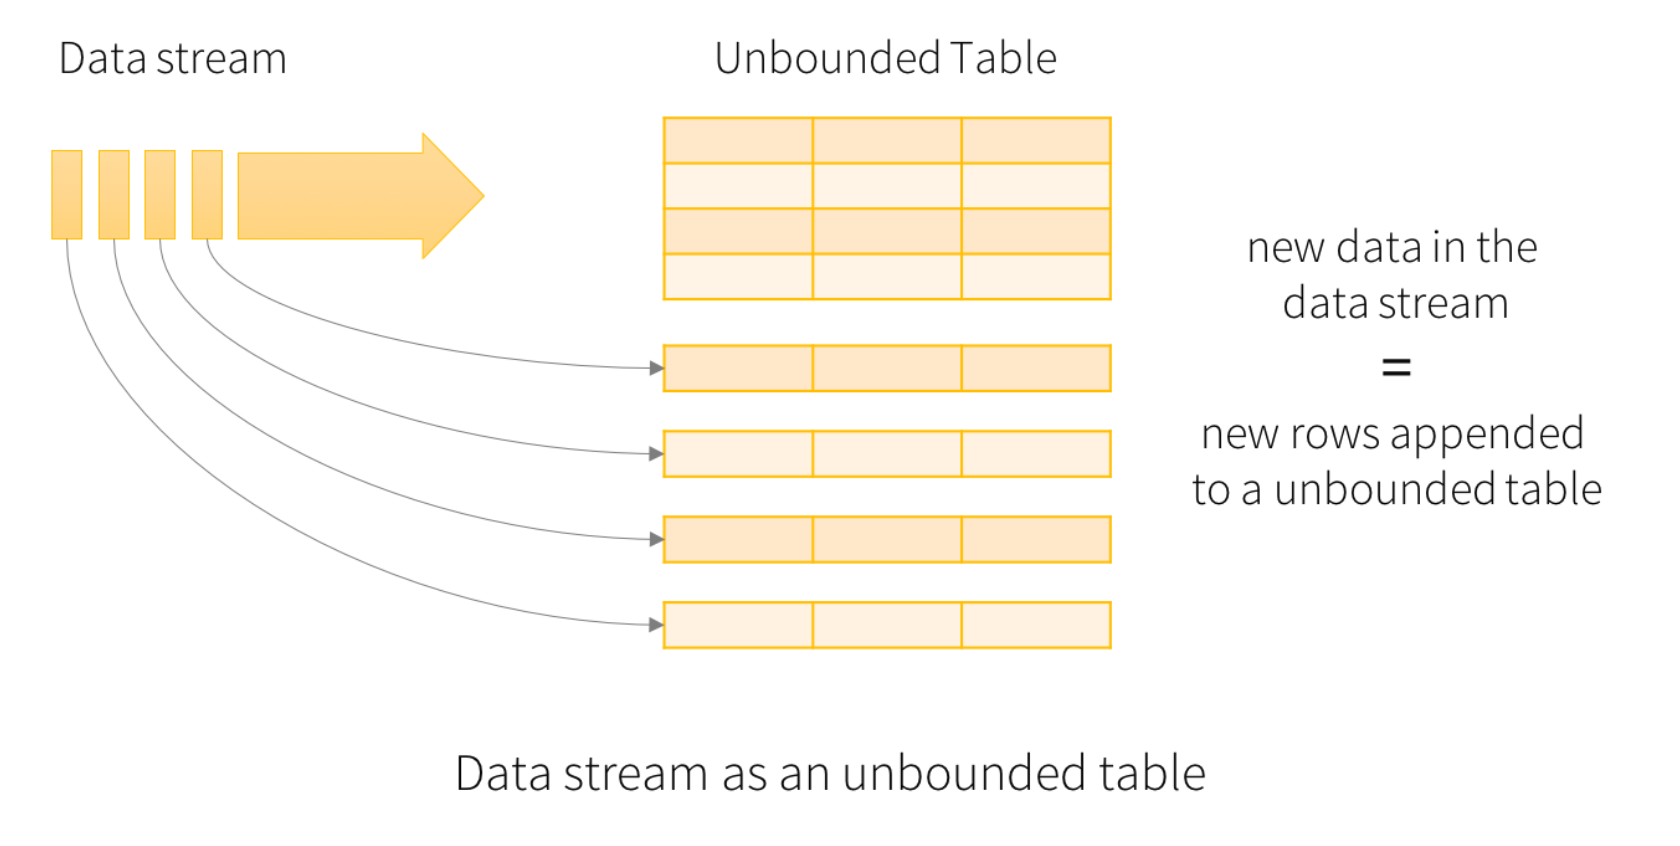 Data stream
Unbounded Table
new data in the
data stream
=
new rows appended
to a unbounded table
Data stream as an unbounded table